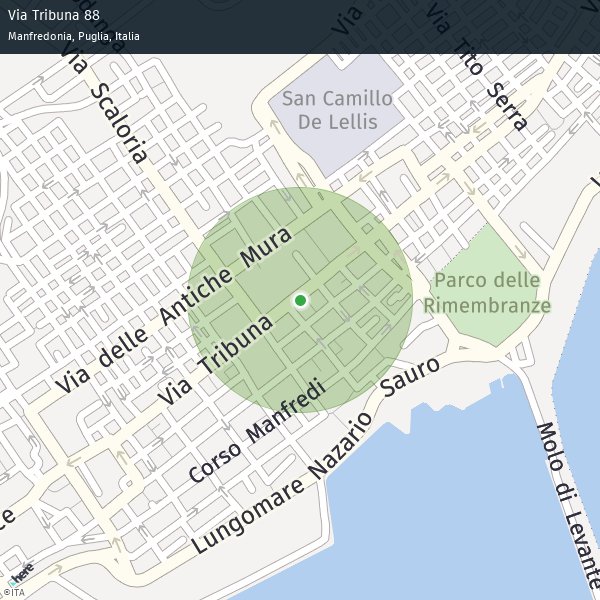 Via Tribuna 88
Manfredonia, Puglia, Italia
Via
Via Tito Serra
Via Scaloria
San Camillo
De Lellis
Via delle Antiche Mura
Parco delle
Rimembranze
Via Tribuna
Corso Manfredi
Lungomare Nazario Sauro
Molo di Levante
here
©ITA